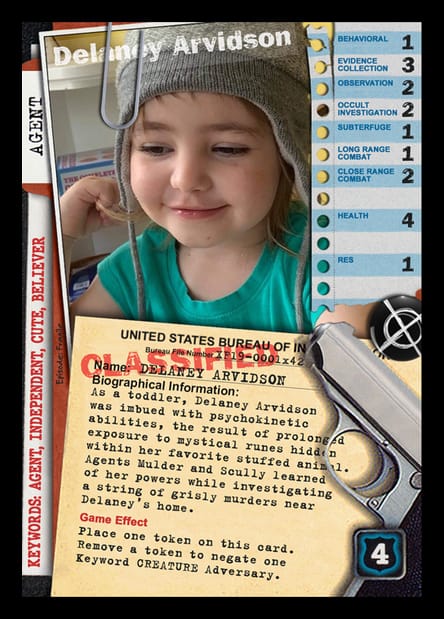 Delaney Arvidson
AGENT
KEYWORDS: AGENT, INDEPENDENT, CUTE, BELIEVER
BEHAVIORAL 1
EVIDENCE
COLLECTION 3
OBSERVATION 2
OCCULT
INVESTIGATION 2
SUBTERFUGE 1
LONG RANGE
COMBAT 1
CLOSE RANGE
COMBAT 2
HEALTH 4
RES 1
UNITED STATES BUREAU OF IN
Bureau File Number XF19-0001x42
CLASSIFIED
Name: DELANEY ARVIDSON
Biographical Information:
As a toddler, Delaney Arvidson
was imbued with psychokinetic
abilities, the result of prolonged
exposure to mystical runes hidden
within her favorite stuffed animal.
Agents Mulder and Scully learned
of her powers while investigating
a string of grisly murders near
Delaney's home.
Game Effect
Place one token on this card.
Remove a token to negate one
Keyword CREATURE Adversary.
4